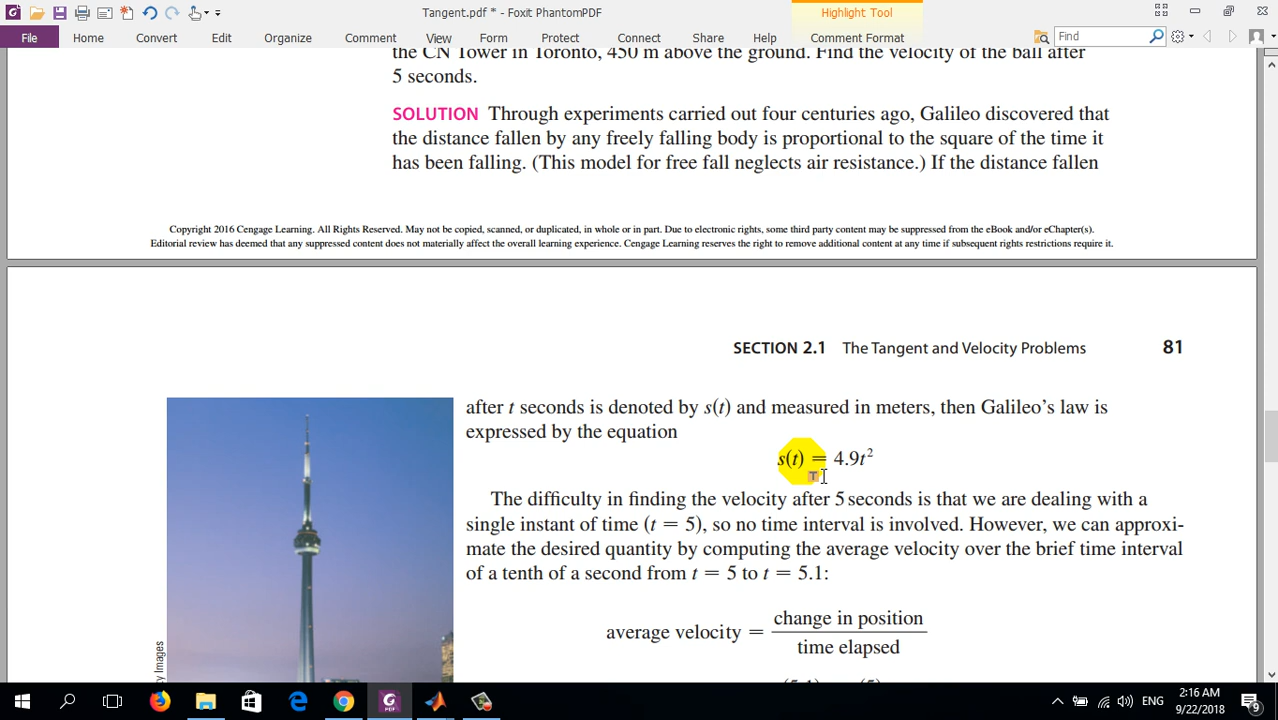 Tangent.pdf * - Foxit PhantomPDF
Highlight Tool
File Home Convert Edit Organize Comment View Form Protect Connect Share Help Comment Format
Find
the CN Tower in Toronto, 450 m above the ground. Find the velocity of the ball after
5 seconds.
SOLUTION Through experiments carried out four centuries ago, Galileo discovered that
the distance fallen by any freely falling body is proportional to the square of the time it
has been falling. (This model for free fall neglects air resistance.) If the distance fallen
Copyright 2016 Cengage Learning. All Rights Reserved. May not be copied, scanned, or duplicated, in whole or in part. Due to electronic rights, some third party content may be suppressed from the eBook and/or eChapter(s).
Editorial review has deemed that any suppressed content does not materially affect the overall learning experience. Cengage Learning reserves the right to remove additional content at any time if subsequent rights restrictions require it.
SECTION 2.1 The Tangent and Velocity Problems 81
after t seconds is denoted by s(t) and measured in meters, then Galileo's law is
expressed by the equation
s(t) = 4.9t²
The difficulty in finding the velocity after 5 seconds is that we are dealing with a
single instant of time (t = 5), so no time interval is involved. However, we can approxi-
mate the desired quantity by computing the average velocity over the brief time interval
of a tenth of a second from t = 5 to t = 5.1:
average velocity = change in position
time elapsed
y Images
ENG
2:16 AM
9/22/2018
9